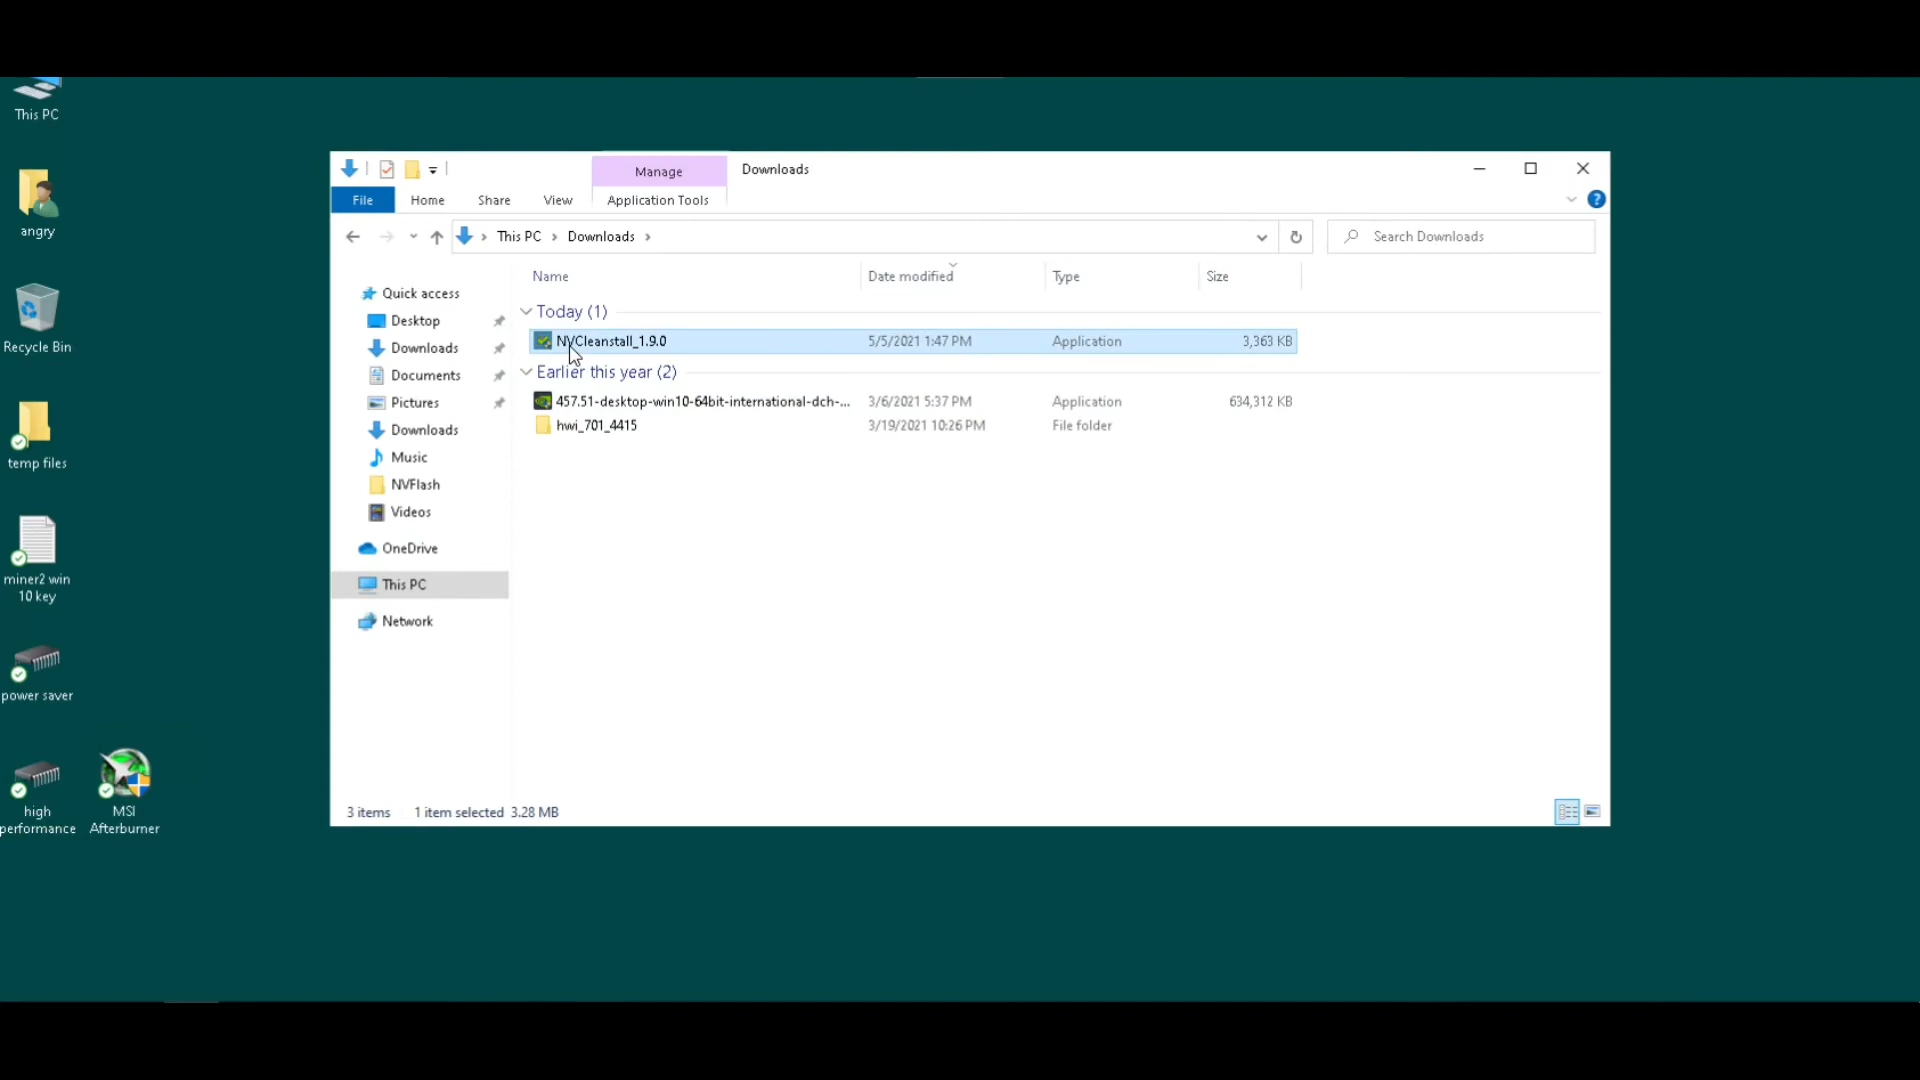 This PC
angry
Recycle Bin
temp files
miner2 win
10 key
power saver
high
performance
MSI
Afterburner
Manage
Downloads
File
Home
Share
View
Application Tools
This PC
Downloads
Search Downloads
Name
Date modified
Type
Size
Quick access
Desktop
Downloads
Documents
Pictures
Downloads
Music
NVFlash
Videos
OneDrive
This PC
Network
Today (1)
NVCleanstall_1.9.0 5/5/2021 1:47 PM Application 3,363 KB
Earlier this year (2)
457.51-desktop-win10-64bit-international-dch-... 3/6/2021 5:37 PM Application 634,312 KB
hwi_701_4415 3/19/2021 10:26 PM File folder
3 items 1 item selected 3.28 MB